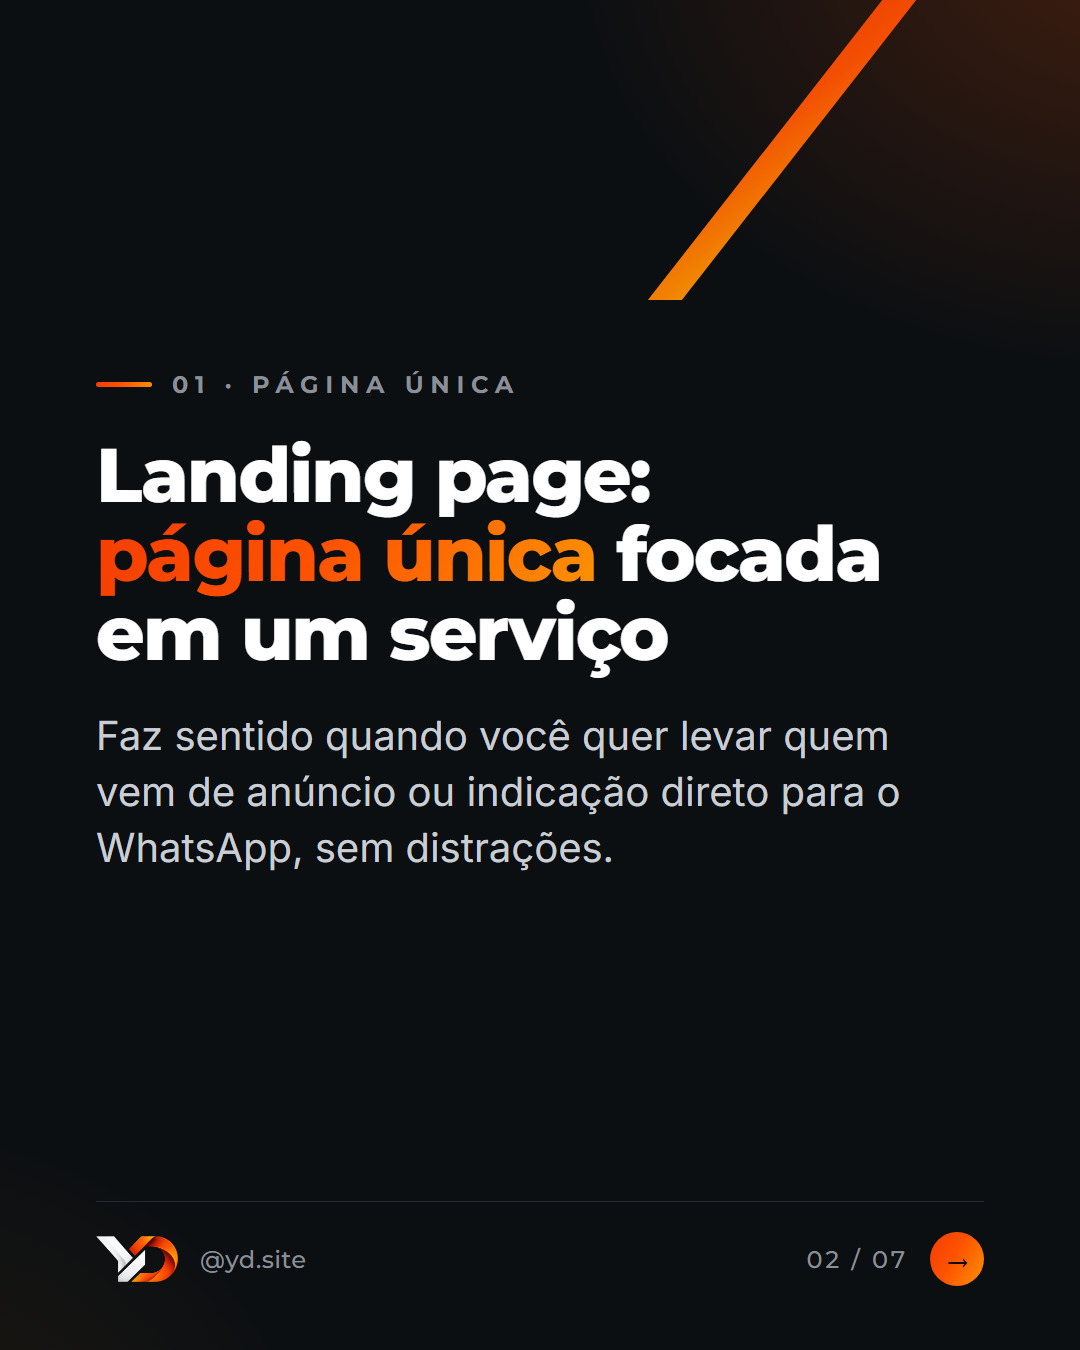 01 · PÁGINA ÚNICA
Landing page:
página única focada
em um serviço
Faz sentido quando você quer levar quem
vem de anúncio ou indicação direto para o
WhatsApp, sem distrações.
YD @yd.site 02 / 07 →